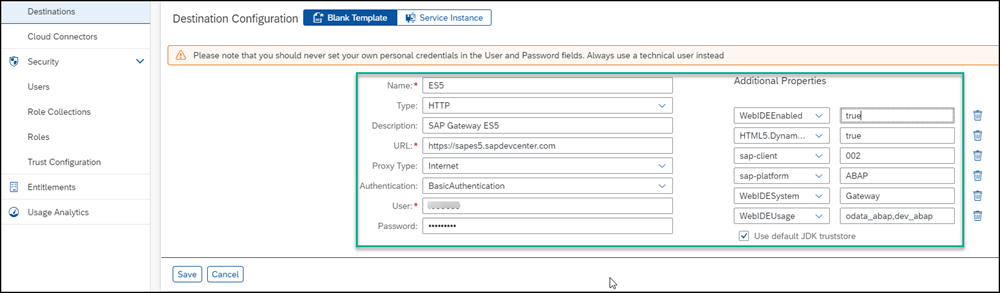 Destinations
Cloud Connectors
Security
Users
Role Collections
Roles
Trust Configuration
Entitlements
Usage Analytics
Destination Configuration Blank Template Service Instance
Please note that you should never set your own personal credentials in the User and Password fields. Always use a technical user instead
Name:* ES5
Type: HTTP
Description: SAP Gateway ES5
URL:* https://sapes5.sapdevcenter.com
Proxy Type: Internet
Authentication: BasicAuthentication
User:*
Password: •••••••••
Additional Properties
WebIDEEnabled true
HTML5.Dynam... true
sap-client 002
sap-platform ABAP
WebIDESystem Gateway
WebIDEUsage odata_abap,dev_abap
Use default JDK truststore
Save Cancel